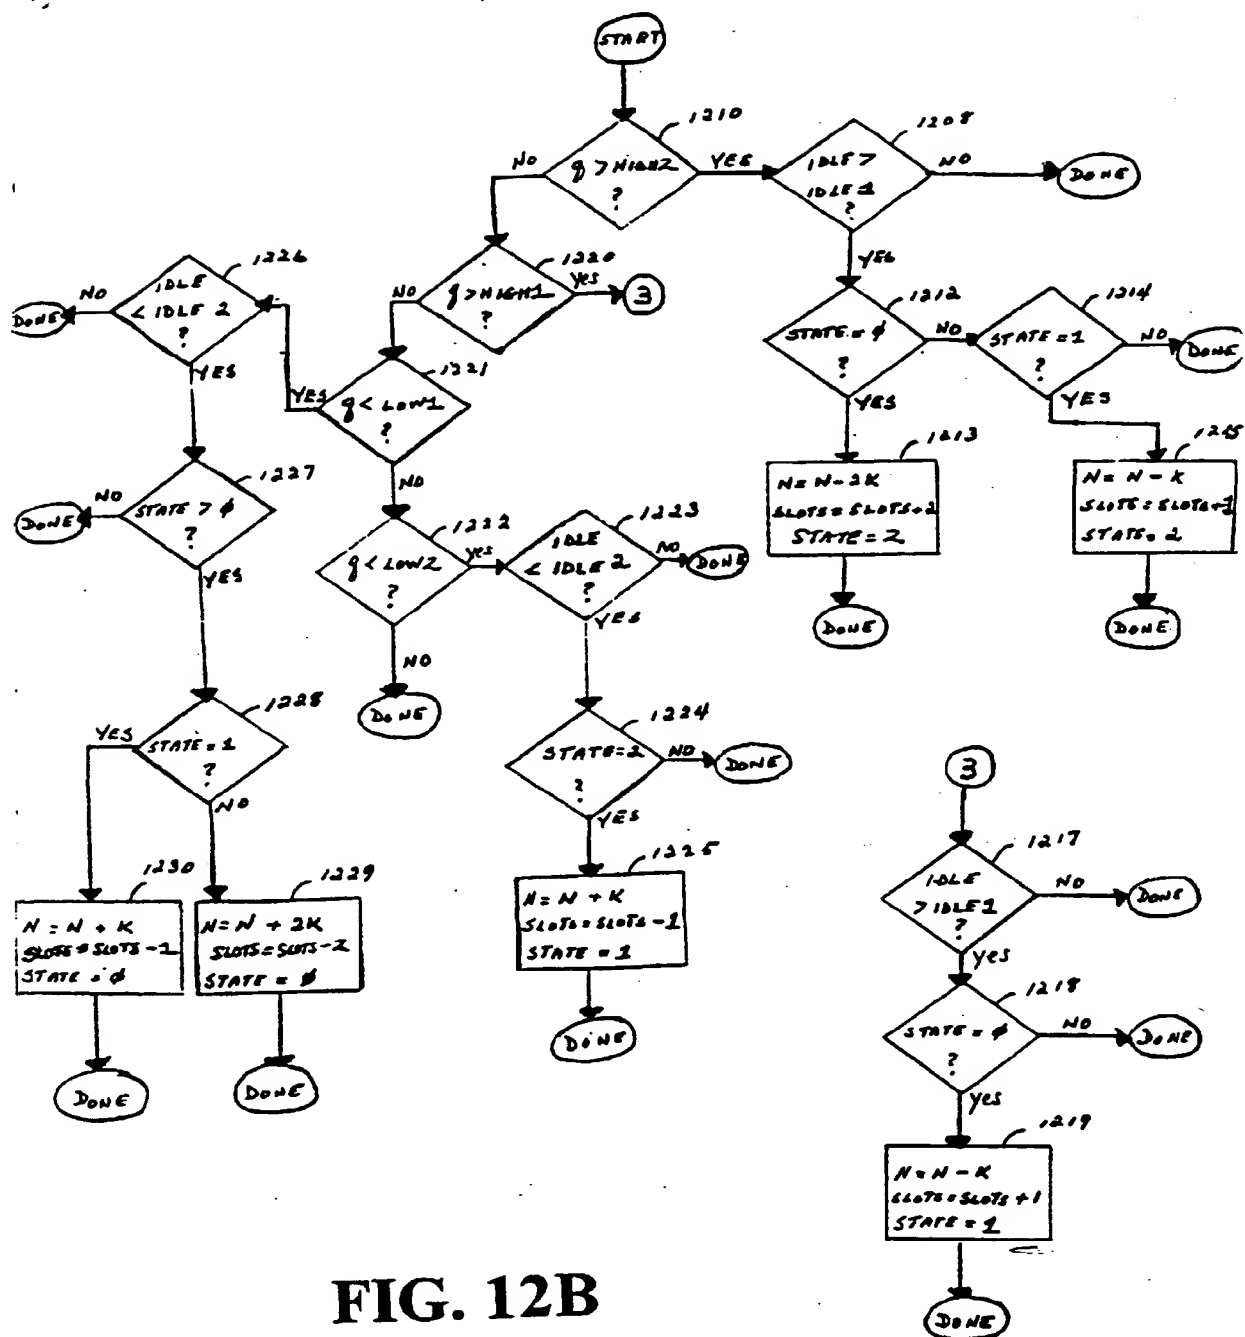 START
1210
q > HIGH2
?
NO
YES
1208
IDLE >
IDLE 1
?
NO
DONE
YES
1220
q > HIGH1
?
NO
Yes
3
1226
IDLE
< IDLE 2
?
NO
DONE
YES
1221
q < LOW1
?
YES
NO
1212
STATE = ϕ
?
NO
YES
1214
STATE = 1
?
NO
DONE
YES
1213
N = N - 2K
SLOTS = SLOTS + 2
STATE = 2
DONE
1215
N = N - K
SLOTS = SLOTS + 1
STATE = 2
DONE
1227
STATE > ϕ
?
NO
DONE
YES
1222
q < LOW2
?
yes
NO
DONE
1223
IDLE
< IDLE 2
?
NO
DONE
YES
1228
STATE = 1
?
YES
NO
1224
STATE = 2
?
NO
DONE
YES
1230
N = N + K
SLOTS = SLOTS - 1
STATE = ϕ
DONE
1229
N = N + 2K
SLOTS = SLOTS - 2
STATE = ϕ
DONE
1225
N = N + K
SLOTS = SLOTS - 1
STATE = 1
DONE
3
1217
IDLE
> IDLE 1
?
NO
DONE
yes
1218
STATE = ϕ
?
NO
DONE
yes
1219
N = N - K
SLOTS = SLOTS + 1
STATE = 1
DONE
FIG. 12B